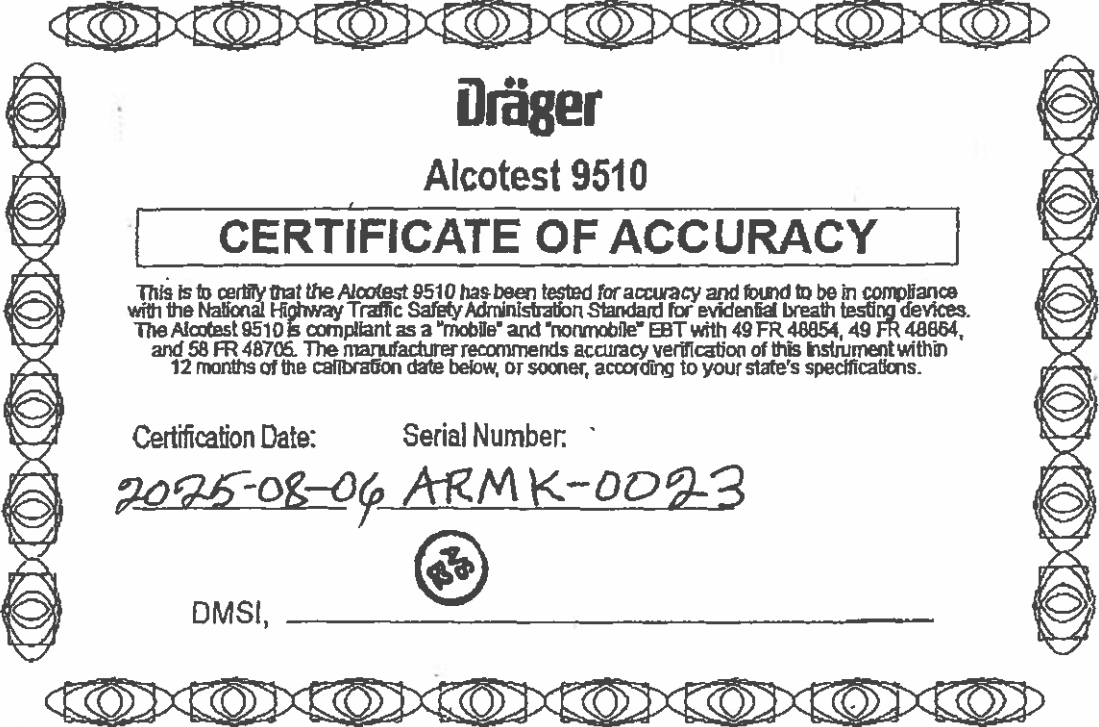 Dräger
Alcotest 9510
CERTIFICATE OF ACCURACY
This is to certify that the Alcotest 9510 has been tested for accuracy and found to be in compliance
with the National Highway Traffic Safety Administration Standard for evidential breath testing devices.
The Alcotest 9510 is compliant as a "mobile" and "nonmobile" EBT with 49 FR 48854, 49 FR 48864,
and 58 FR 48705. The manufacturer recommends accuracy verification of this instrument within
12 months of the calibration date below, or sooner, according to your state's specifications.
Certification Date: Serial Number:
2025-08-06 ARMK-0023
DMSI,